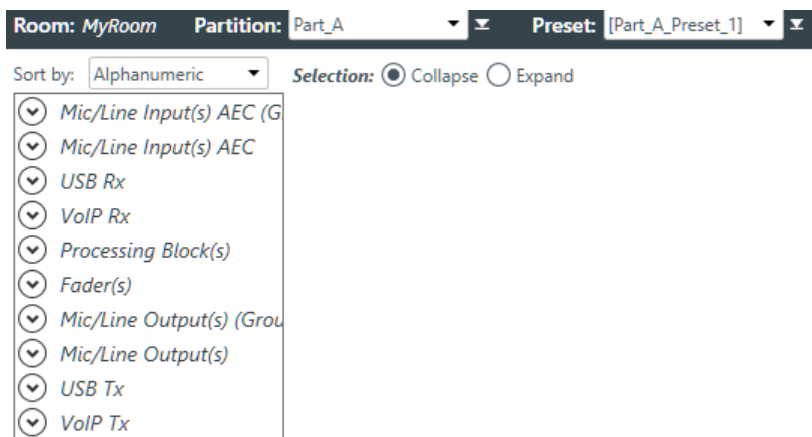 Room: MyRoom Partition: Part_A Preset: [Part_A_Preset_1]
Sort by: Alphanumeric Selection: Collapse Expand
Mic/Line Input(s) AEC (G
Mic/Line Input(s) AEC
USB Rx
VoIP Rx
Processing Block(s)
Fader(s)
Mic/Line Output(s) (Grou
Mic/Line Output(s)
USB Tx
VoIP Tx